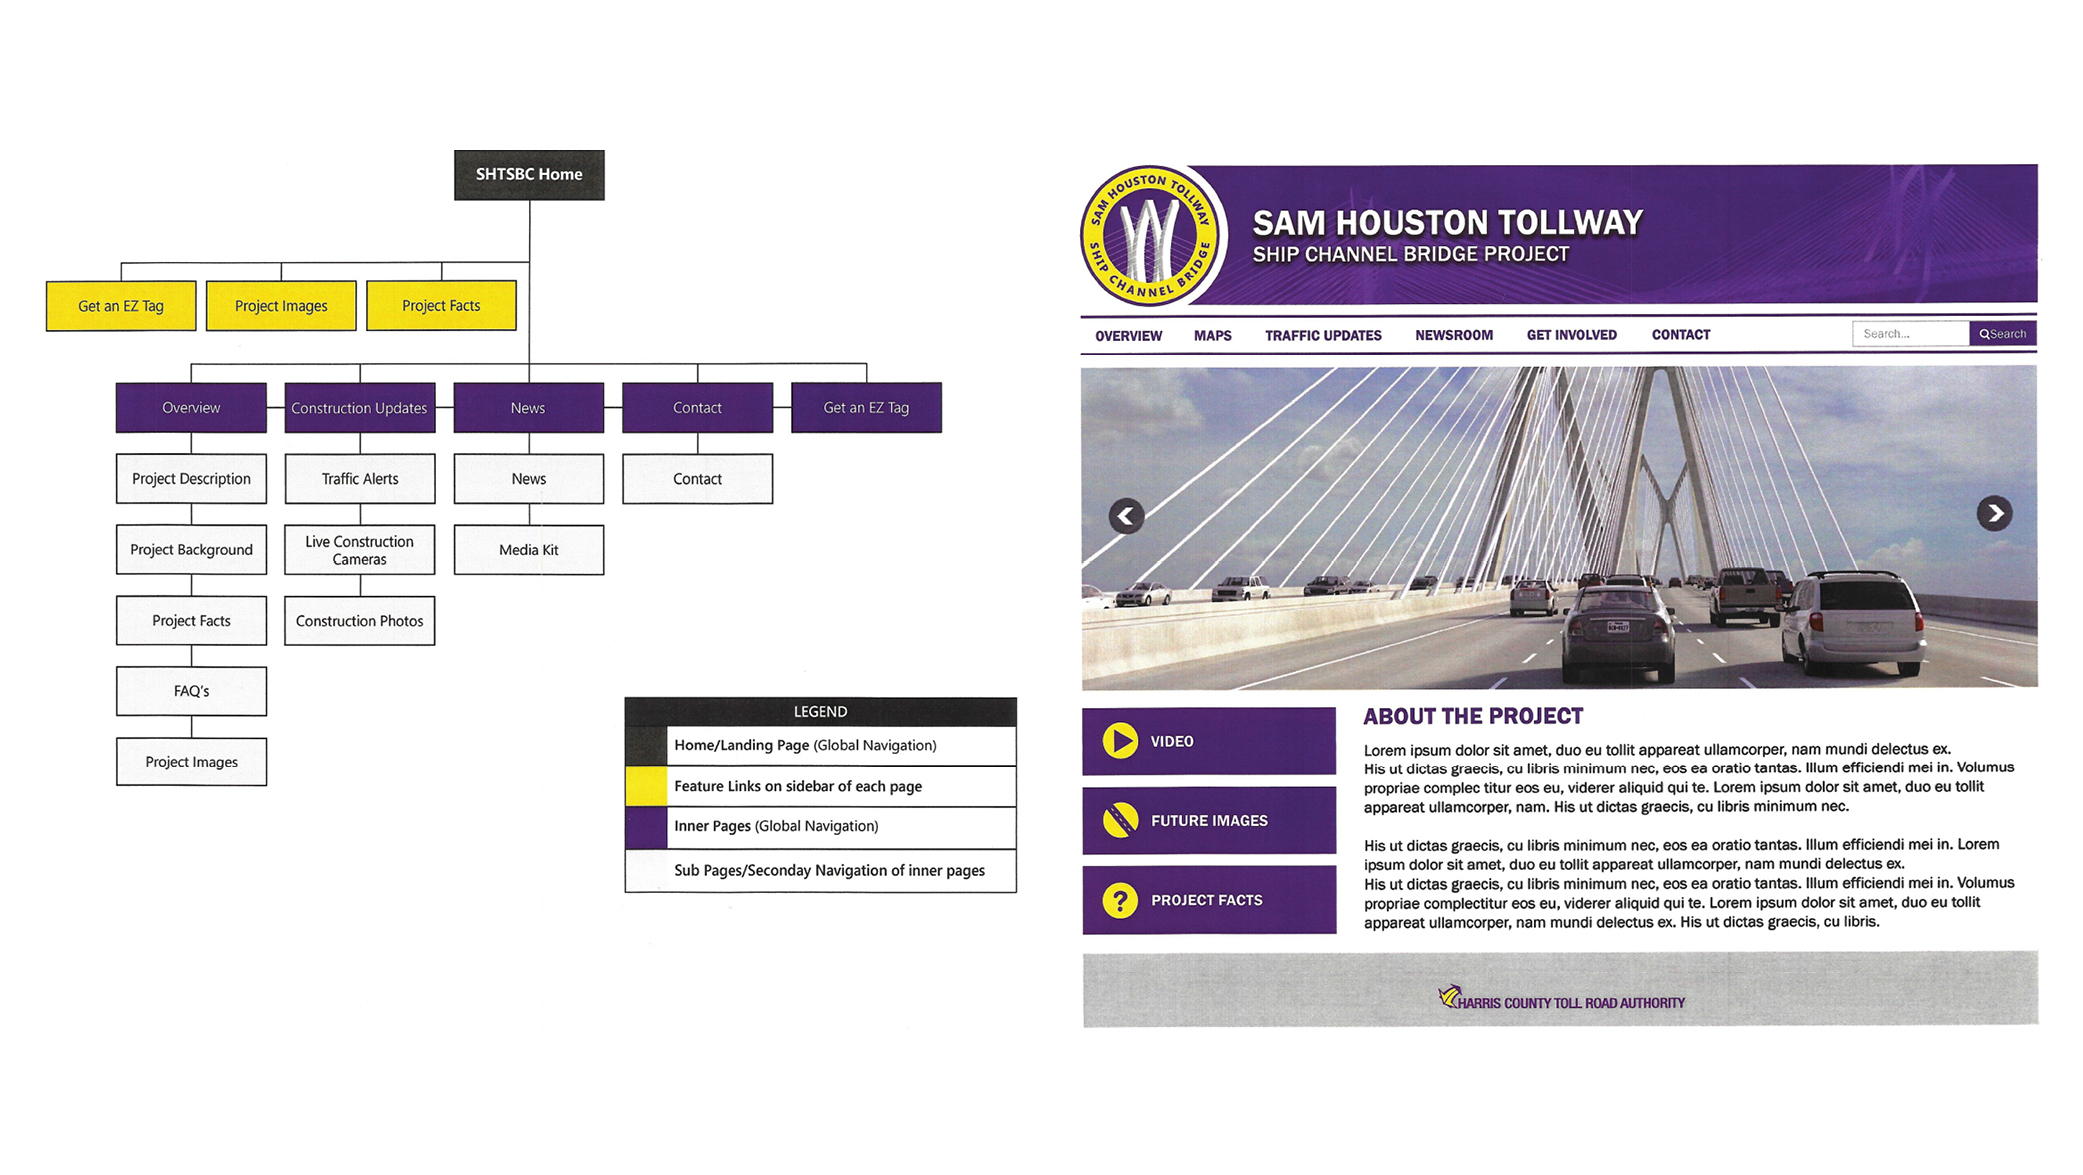 SHTSBC Home
Get an EZ Tag
Project Images
Project Facts
Overview
Construction Updates
News
Contact
Get an EZ Tag
Project Description
Traffic Alerts
News
Contact
Project Background
Live Construction
Cameras
Media Kit
Project Facts
Construction Photos
FAQ's
Project Images
LEGEND
Home/Landing Page (Global Navigation)
Feature Links on sidebar of each page
Inner Pages (Global Navigation)
Sub Pages/Seconday Navigation of inner pages
SAM HOUSTON TOLLWAY
SHIP CHANNEL BRIDGE
SAM HOUSTON TOLLWAY
SHIP CHANNEL BRIDGE PROJECT
OVERVIEW
MAPS
TRAFFIC UPDATES
NEWSROOM
GET INVOLVED
CONTACT
Search...
Search
VIDEO
FUTURE IMAGES
PROJECT FACTS
ABOUT THE PROJECT
Lorem ipsum dolor sit amet, duo eu tollit appareat ullamcorper, nam mundi delectus ex.
His ut dictas graecis, cu libris minimum nec, eos ea oratio tantas. Illum efficiendi mei in. Volumus
propriae complec titur eos eu, viderer aliquid qui te. Lorem ipsum dolor sit amet, duo eu tollit
appareat ullamcorper, nam. His ut dictas graecis, cu libris minimum nec.
His ut dictas graecis, cu libris minimum nec, eos ea oratio tantas. Illum efficiendi mei in. Lorem
ipsum dolor sit amet, duo eu tollit appareat ullamcorper, nam mundi delectus ex.
His ut dictas graecis, cu libris minimum nec, eos ea oratio tantas. Illum efficiendi mei in. Volumus
propriae complectitur eos eu, viderer aliquid qui te. Lorem ipsum dolor sit amet, duo eu tollit
appareat ullamcorper, nam mundi delectus ex. His ut dictas graecis, cu libris.
HARRIS COUNTY TOLL ROAD AUTHORITY